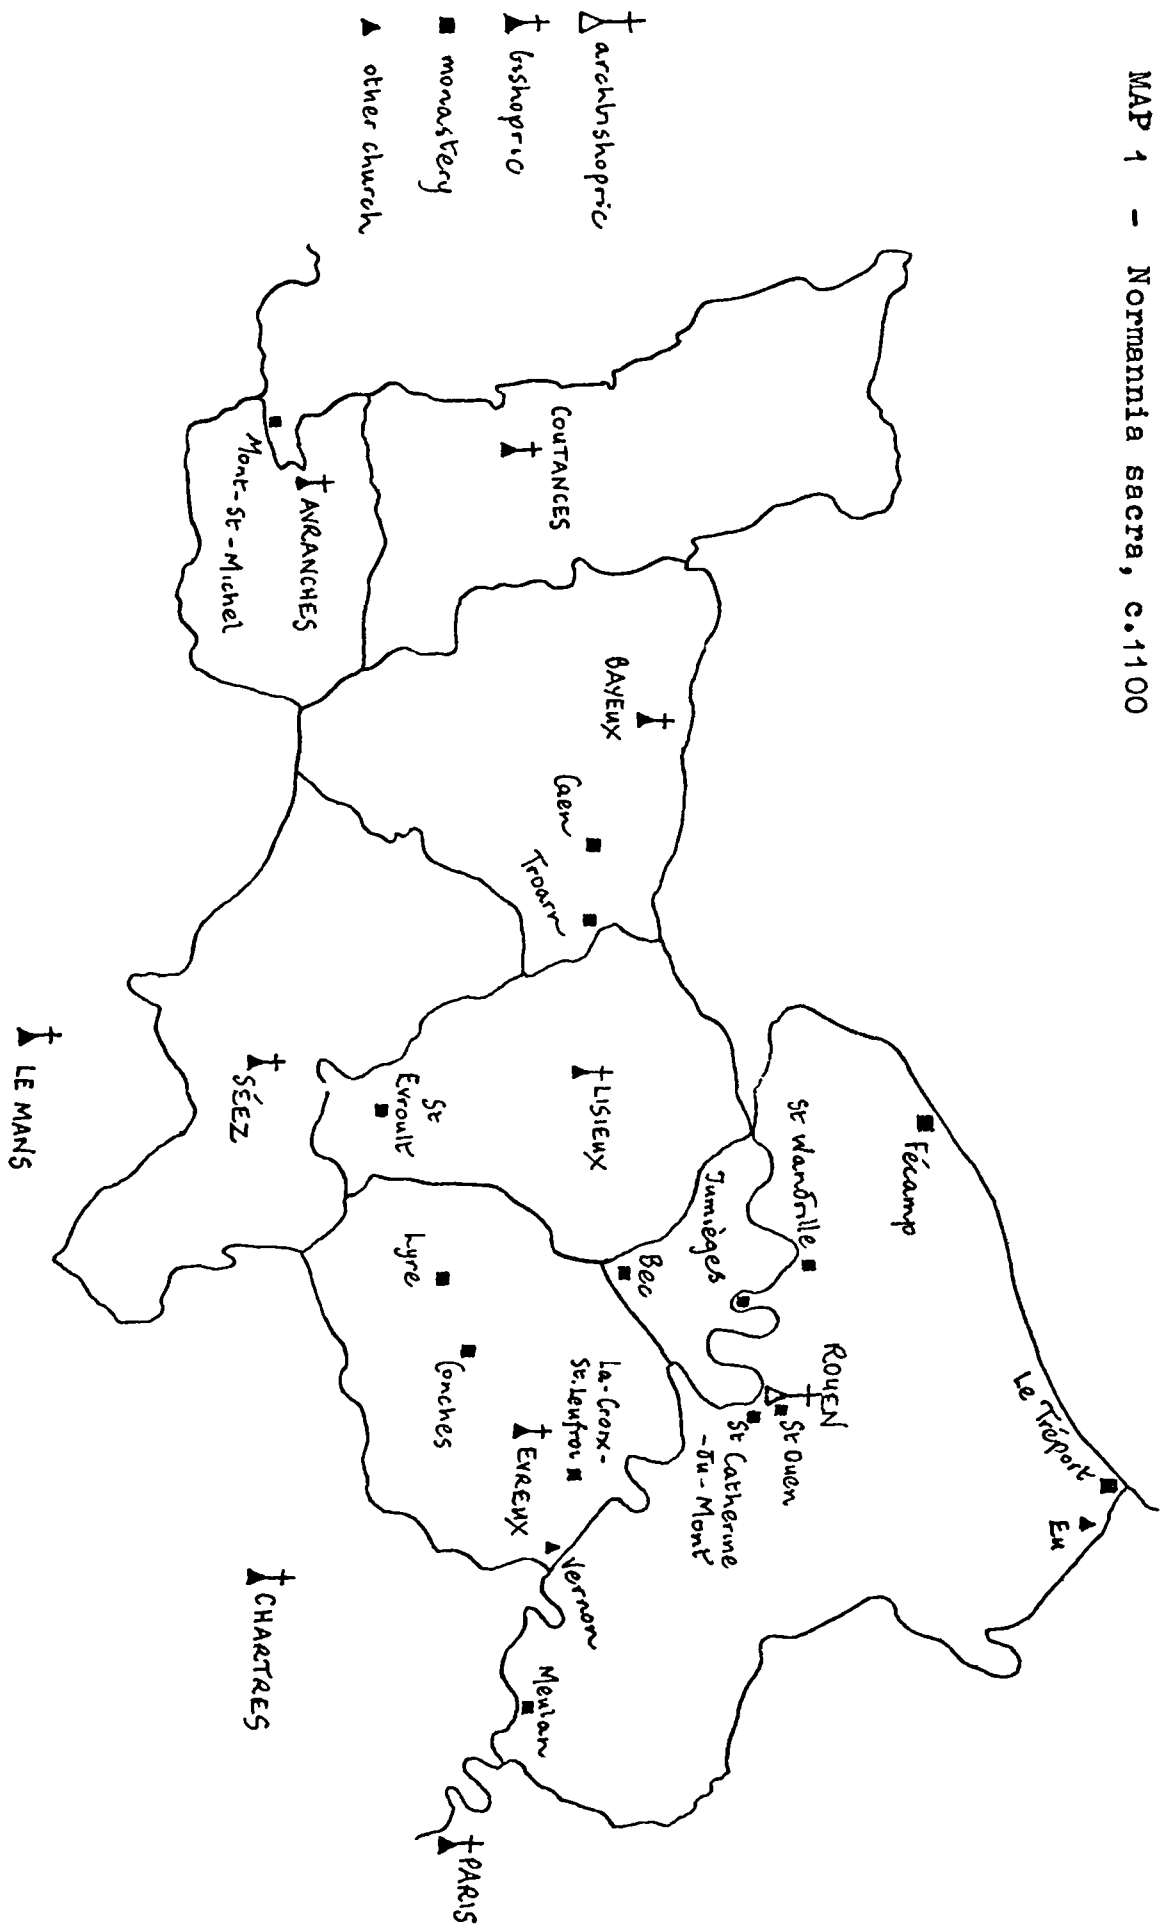 MAP 1 - Normannia sacra, c.1100
archbishopric
bishopric
monastery
other church
COUTANCES
AVRANCHES
Mont-St-Michel
BAYEUX
Caen
Troarn
LISIEUX
St
Evroult
SÉEZ
LE MANS
Fécamp
St Wandrille
Jumièges
Bec
Lyre
Conches
ROUEN
St Ouen
St Catherine
-du-Mont
La-Croix-
St.Leufroi
EVREUX
Vernon
Le Tréport
Eu
Meulan
CHARTRES
PARIS